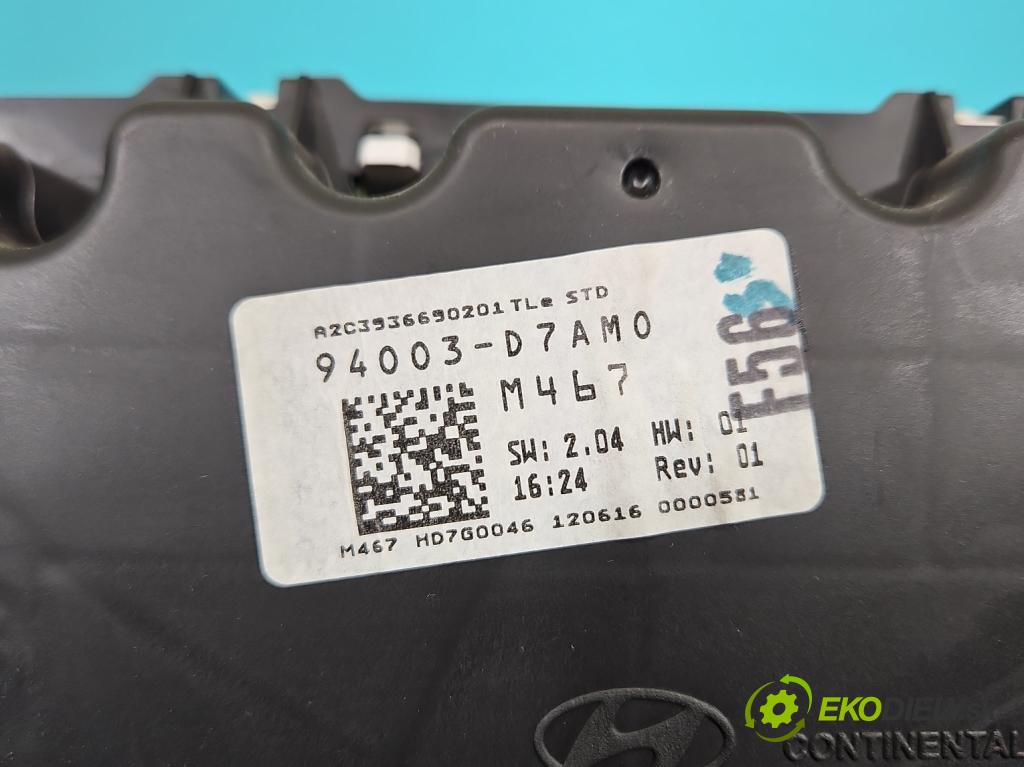 A2C3936690201 TLe STD
94003-D7AM0
M467
SW: 2.04 HW: 01
16:24 Rev: 01
M467 HD7G0046 120616 0000581
F56
CONTINENTAL